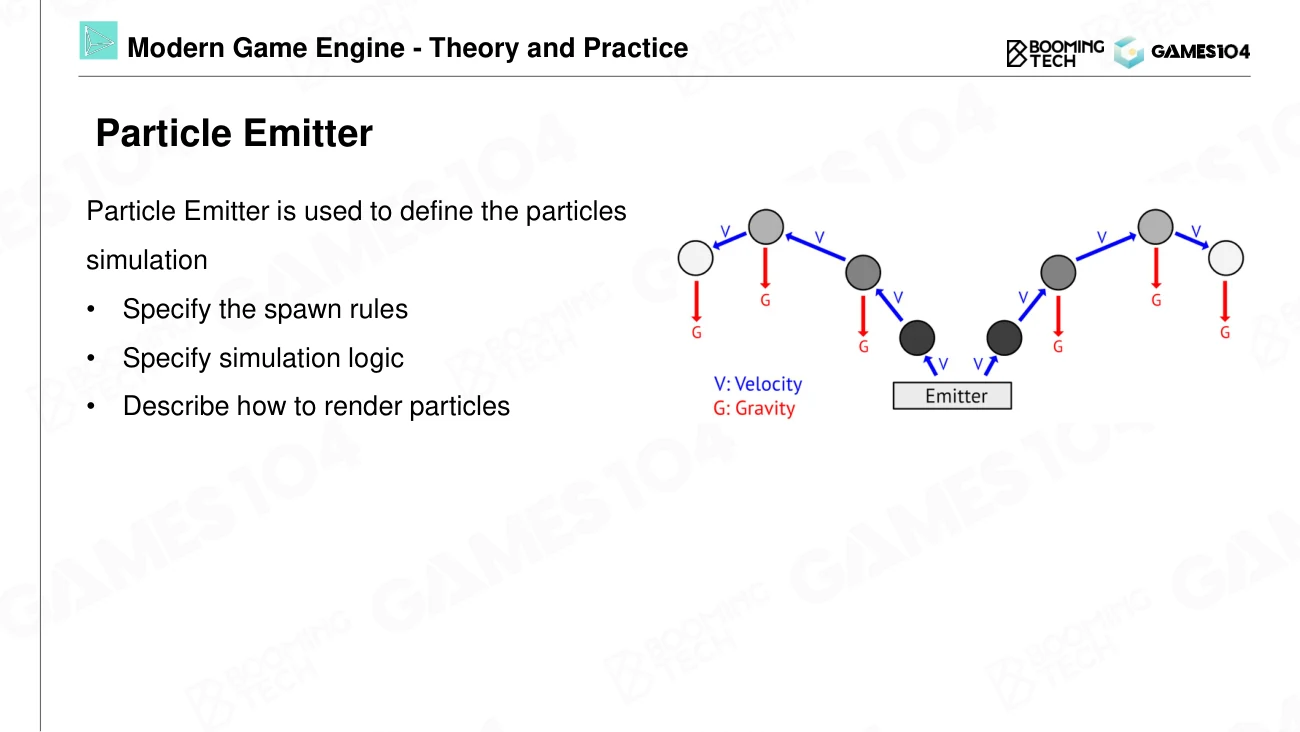 Modern Game Engine - Theory and Practice
BOOMING
TECH
GAMES104
Particle Emitter
Particle Emitter is used to define the particles
simulation
• Specify the spawn rules
• Specify simulation logic
• Describe how to render particles
V V V V
G G
V V
G G G G
V V
V: Velocity
G: Gravity
Emitter